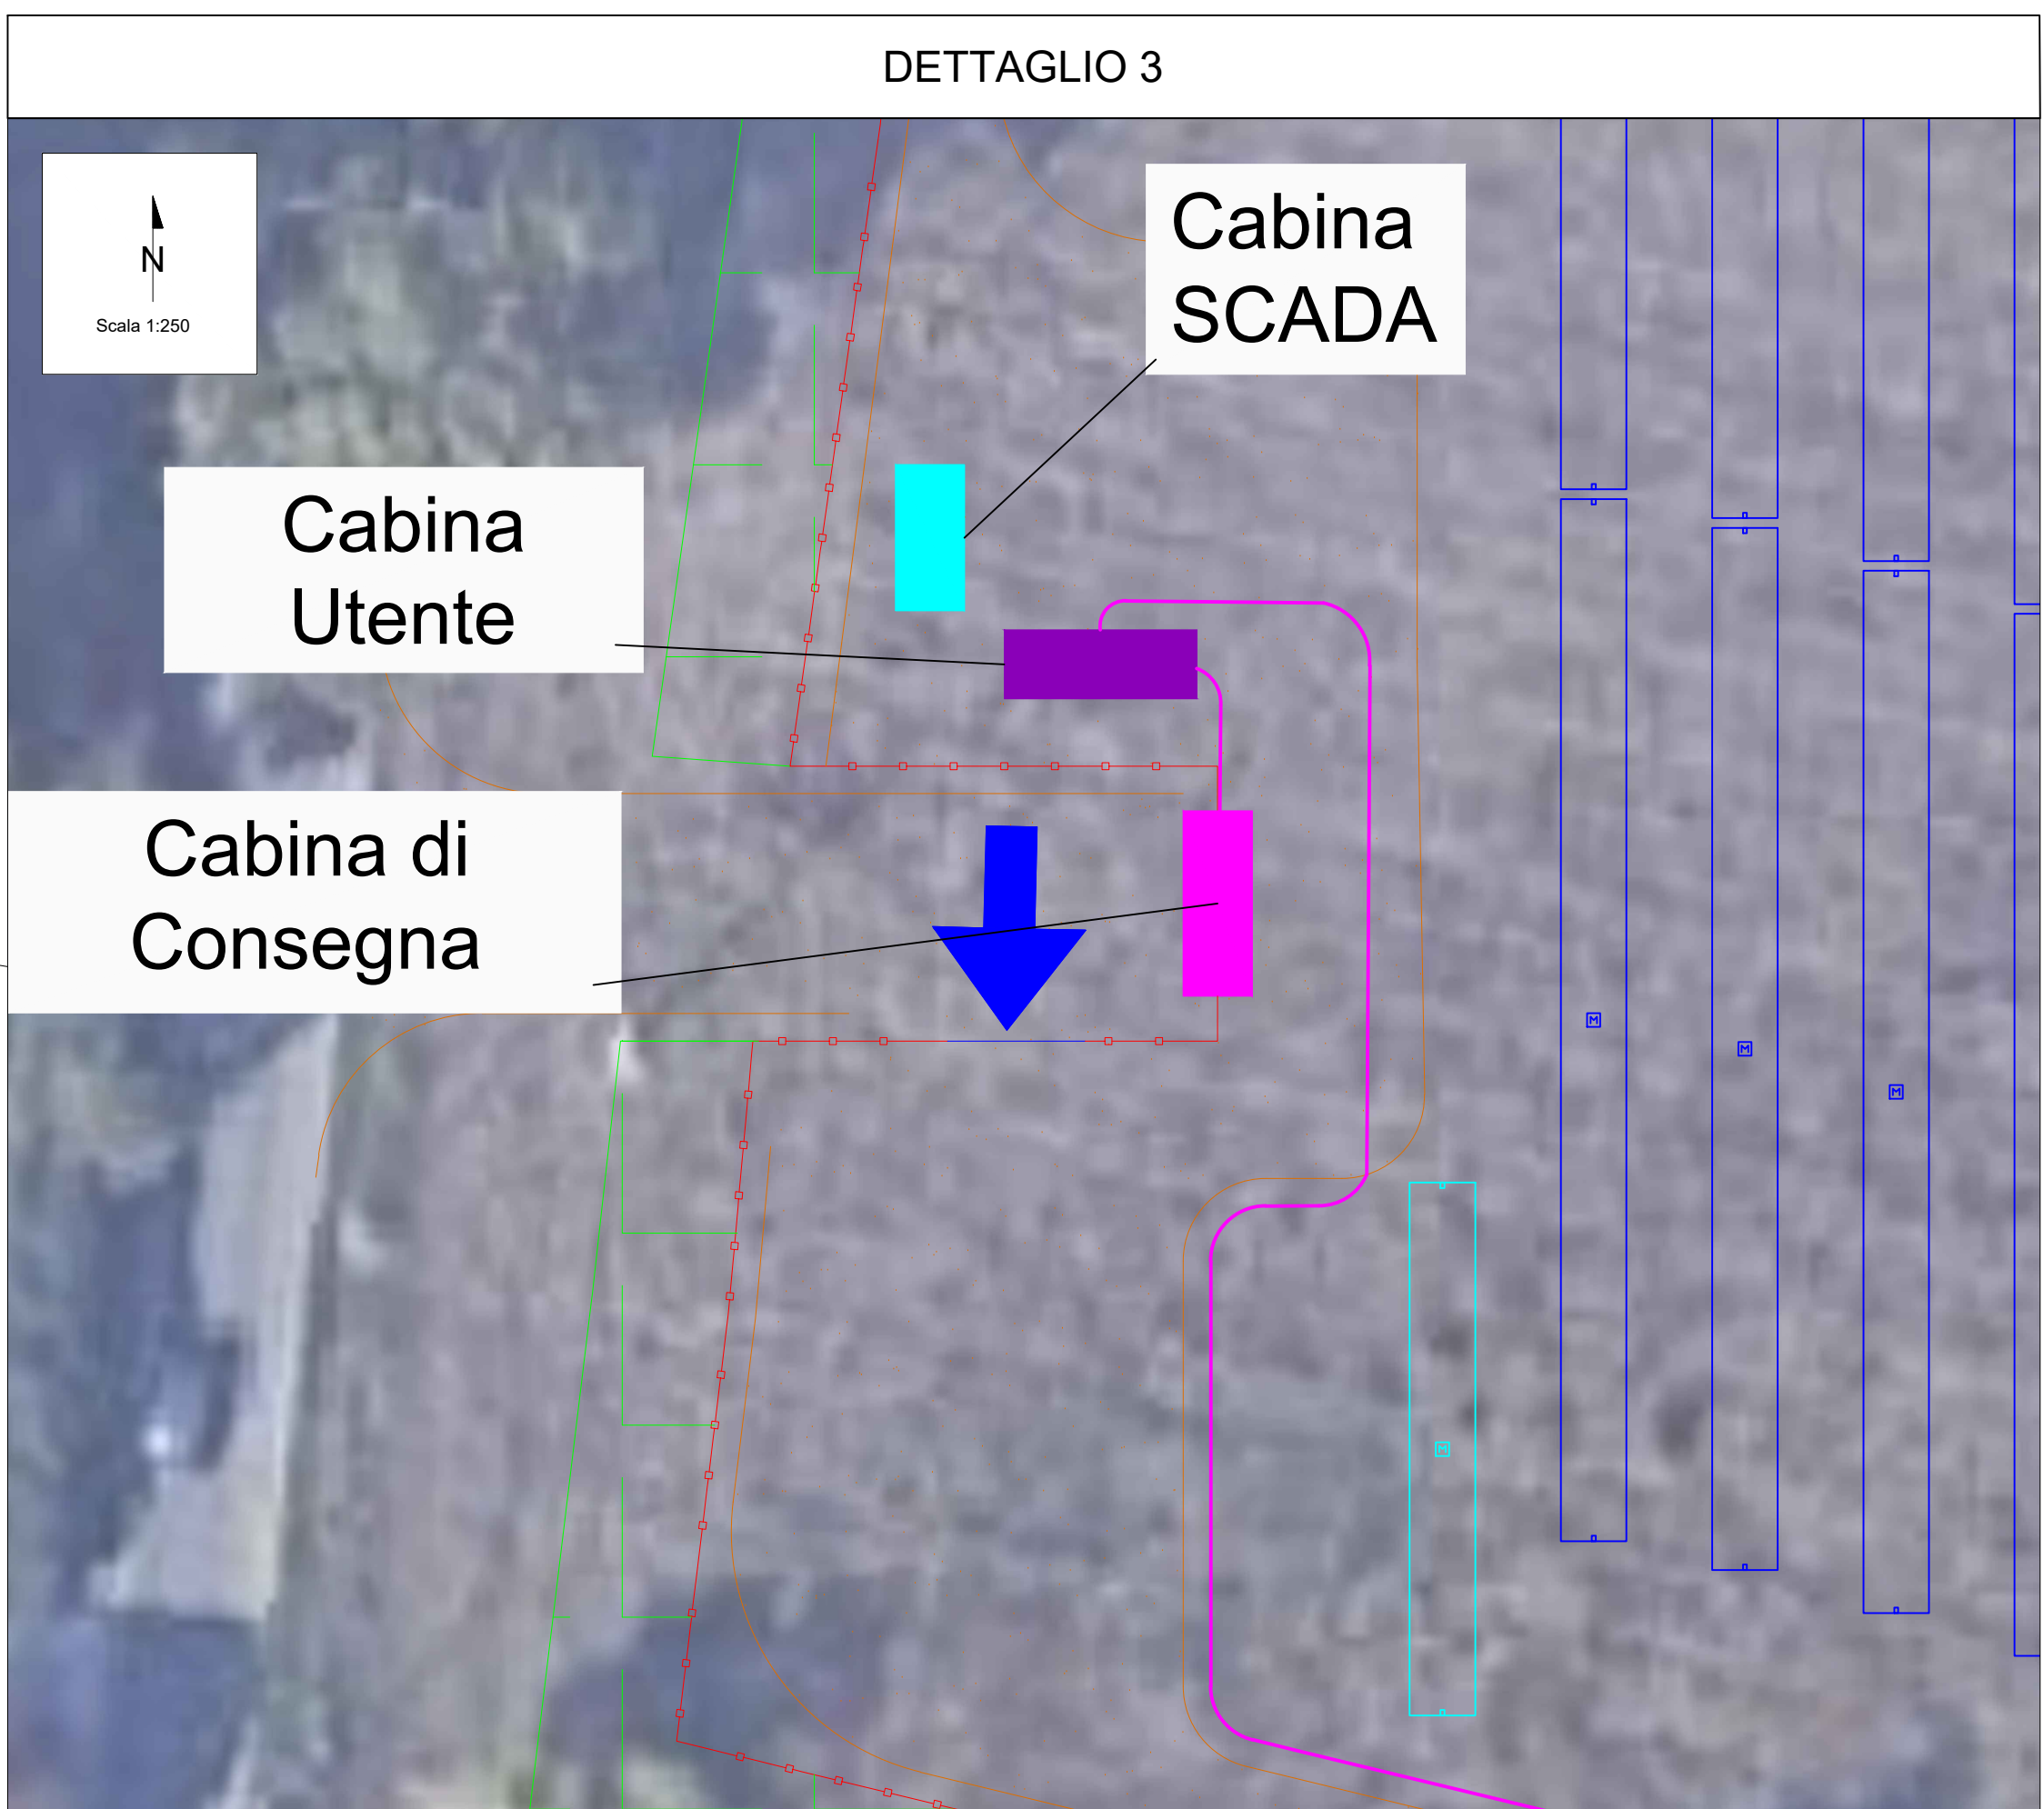 DETTAGLIO 3
N
Scala 1:250
Cabina
SCADA
Cabina
Utente
Cabina di
Consegna
M
M
M
M